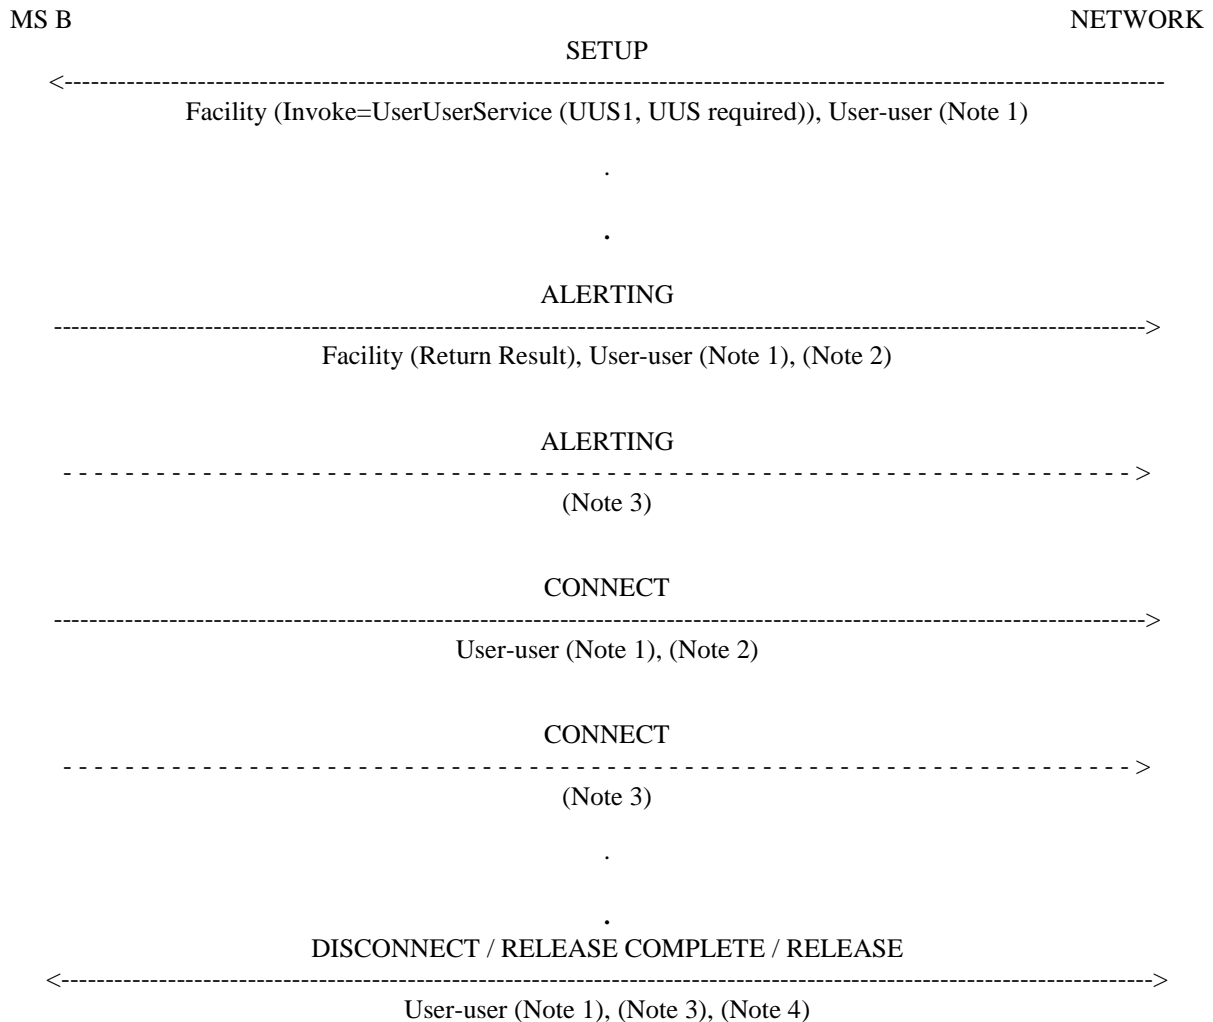 MS B NETWORK
SETUP
<--------------------------------------------------------------------------------------------------------------------------
Facility (Invoke=UserUserService (UUS1, UUS required)), User-user (Note 1)
.
.
ALERTING
-------------------------------------------------------------------------------------------------------------------------->
Facility (Return Result), User-user (Note 1), (Note 2)
ALERTING
- - - - - - - - - - - - - - - - - - - - - - - - - - - - - - - - - - - - - - - - - - - - - - - - - - - - - - - - - - - - - - - - - - - - - - >
(Note 3)
CONNECT
-------------------------------------------------------------------------------------------------------------------------->
User-user (Note 1), (Note 2)
CONNECT
- - - - - - - - - - - - - - - - - - - - - - - - - - - - - - - - - - - - - - - - - - - - - - - - - - - - - - - - - - - - - - - - - - - - - - >
(Note 3)
.
.
DISCONNECT / RELEASE COMPLETE / RELEASE
<-------------------------------------------------------------------------------------------------------------------------->
User-user (Note 1), (Note 3), (Note 4)